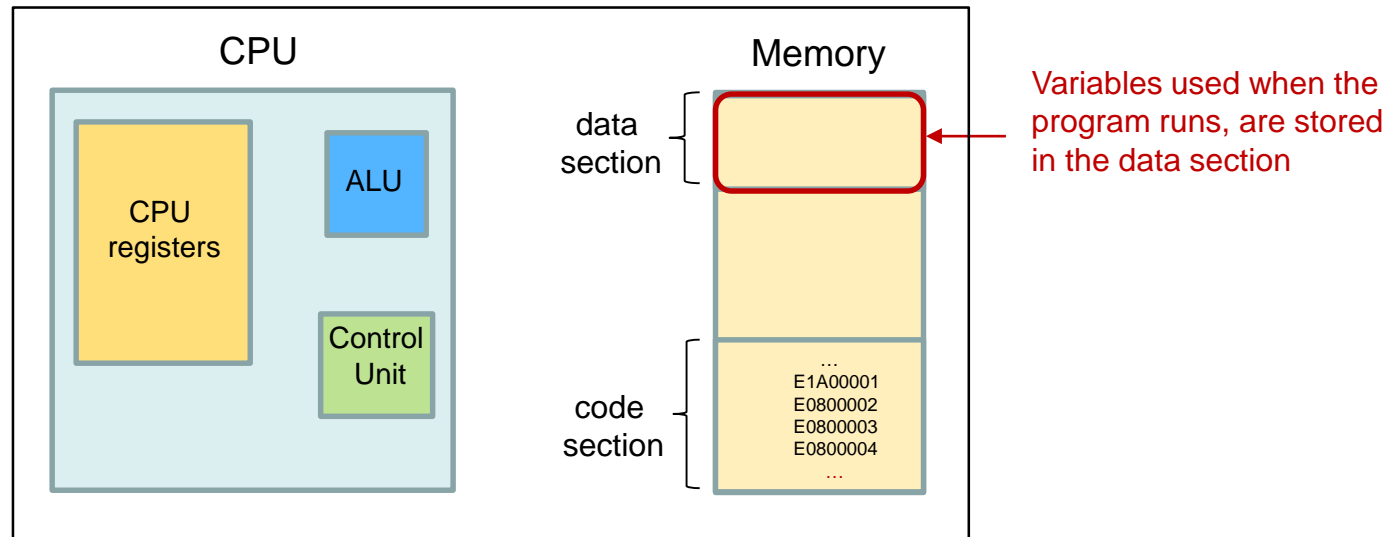 CPU
Memory
CPU
registers
ALU
Control
Unit
data
section
code
section
…
E1A00001
E0800002
E0800003
E0800004
…
Variables used when the
program runs, are stored
in the data section